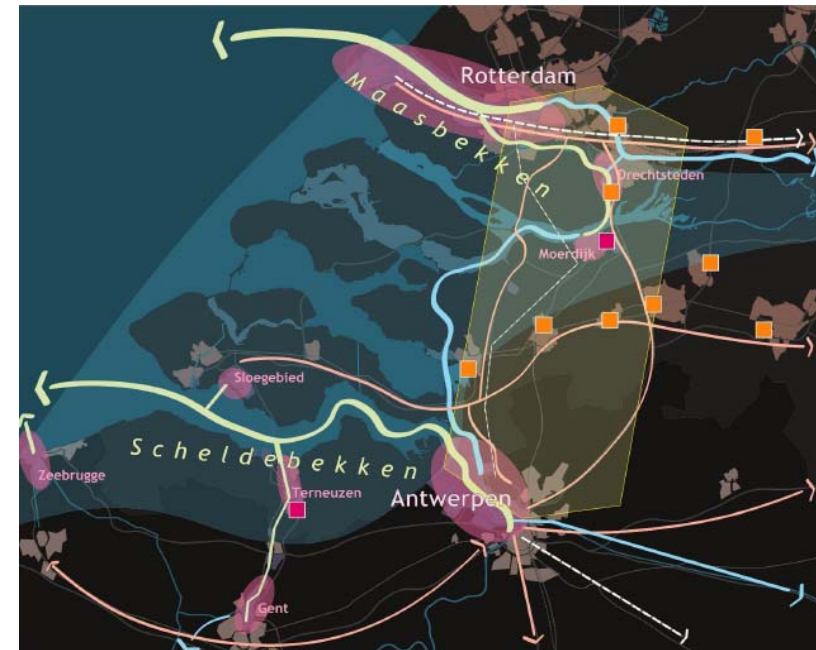 Rotterdam
Maasbekken
Drechtsteden
Moerdijk
Sloegebied
Scheldebekken
Zeebrugge
Terneuzen
Antwerpen
Gent